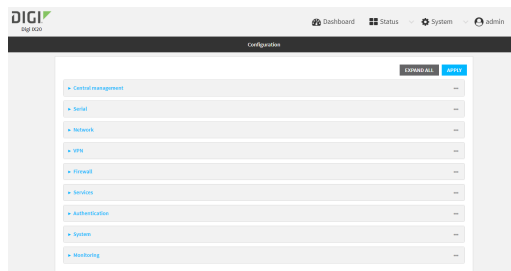 DIGI
Digi IX20
Dashboard
Status
System
admin
Configuration
EXPAND ALL
APPLY
Central management
Serial
Network
VPN
Firewall
Services
Authentication
System
Monitoring